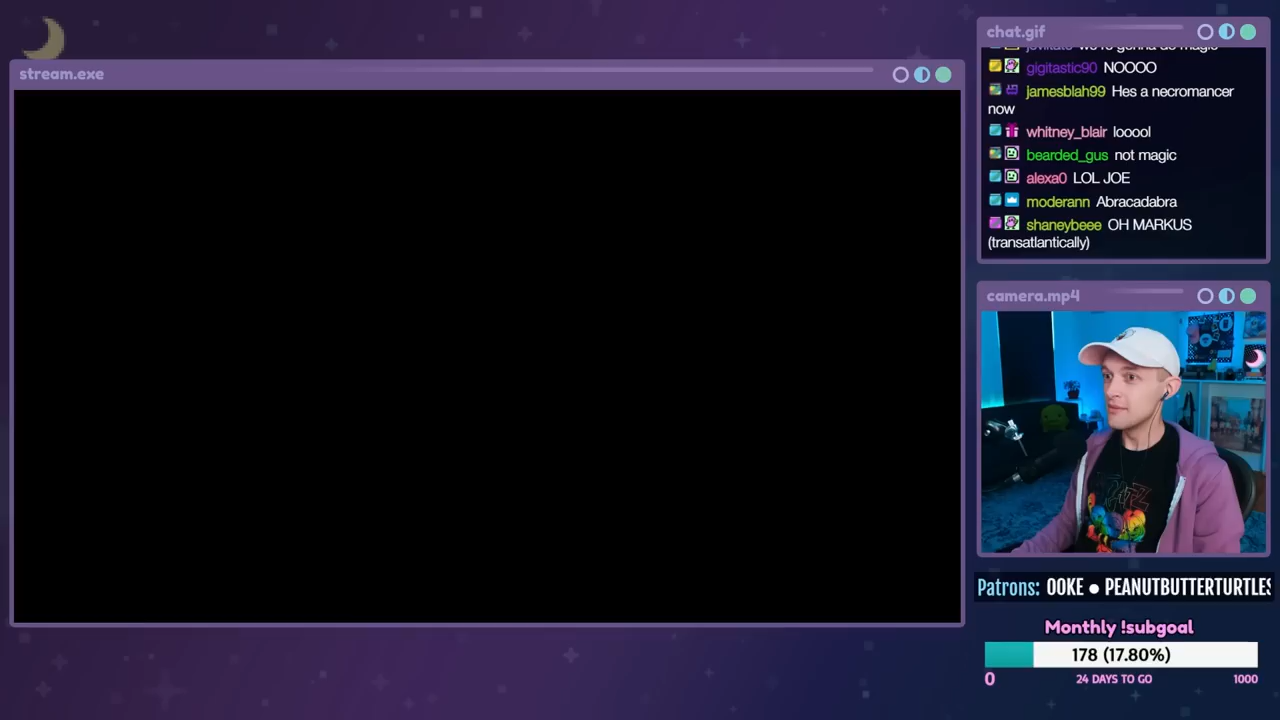 stream.exe
chat.gif
gigitastic90 NOOOO
jamesblah99 Hes a necromancer
now
whitney_blair looool
bearded_gus not magic
alexa0 LOL JOE
moderann Abracadabra
shaneybeee OH MARKUS
(transatlantically)
camera.mp4
Patrons: OOKE ● PEANUTBUTTERTURTLES
Monthly !subgoal
178 (17.80%)
0 24 DAYS TO GO 1000